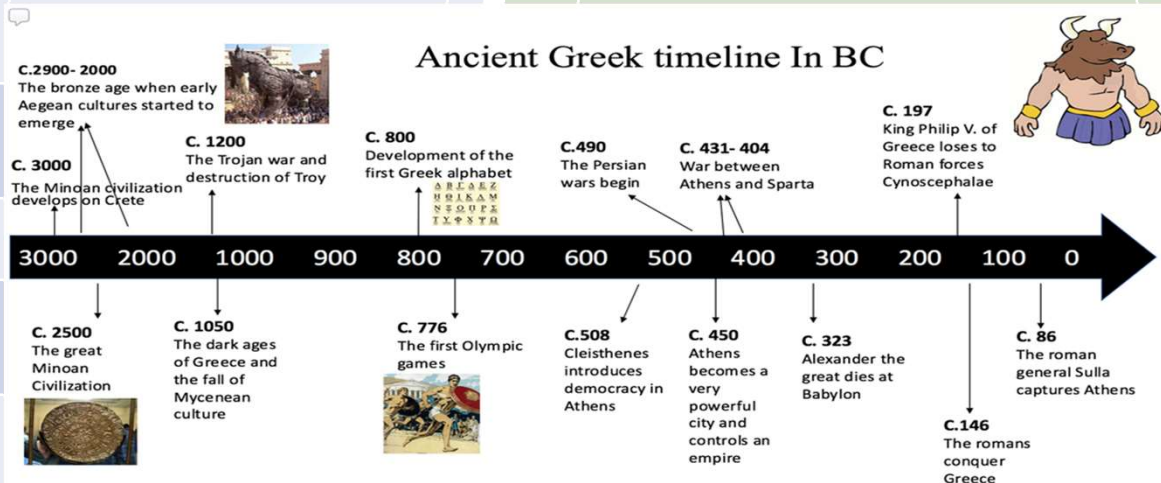 Ancient Greek timeline In BC
C.2900- 2000
The bronze age when early
Aegean cultures started to
emerge
C. 3000
The Minoan civilization
develops on Crete
C. 1200
The Trojan war and
destruction of Troy
C. 800
Development of the
first Greek alphabet
Α Β Γ Δ Ε Ζ
Η Θ Ι Κ Λ Μ
Ν Ξ Ο Π Ρ Σ
Τ Υ Φ Χ Ψ Ω
C.490
The Persian
wars begin
C. 431- 404
War between
Athens and Sparta
C. 197
King Philip V. of
Greece loses to
Roman forces
Cynoscephalae
3000 2000 1000 900 800 700 600 500 400 300 200 100 0
C. 2500
The great
Minoan
Civilization
C. 1050
The dark ages
of Greece and
the fall of
Mycenean
culture
C. 776
The first Olympic
games
C.508
Cleisthenes
introduces
democracy in
Athens
C. 450
Athens
becomes a
very
powerful
city and
controls an
empire
C. 323
Alexander the
great dies at
Babylon
C.146
The romans
conquer
Greece
C. 86
The roman
general Sulla
captures Athens